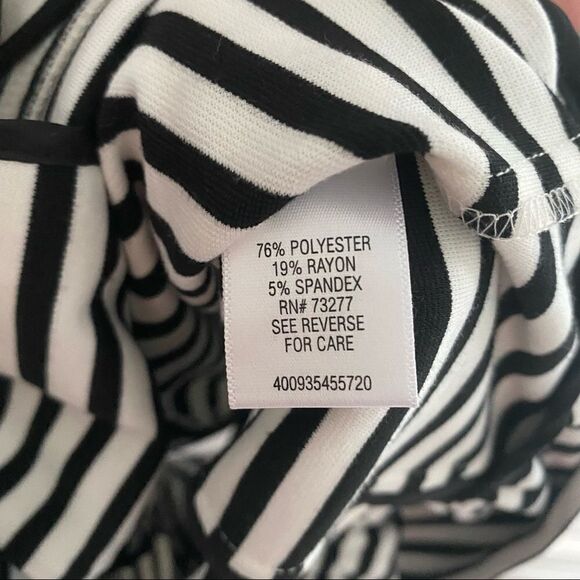 76% POLYESTER
19% RAYON
5% SPANDEX
RN# 73277
SEE REVERSE
FOR CARE
400935455720